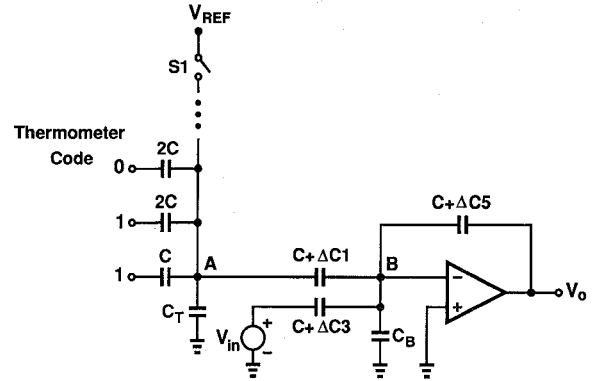 VREF
S1
Thermometer
Code
2C
0
2C
1
C
1
A
CT
C+ΔC1
B
C+ΔC5
Vin
+
−
C+ΔC3
CB
−
+
Vo